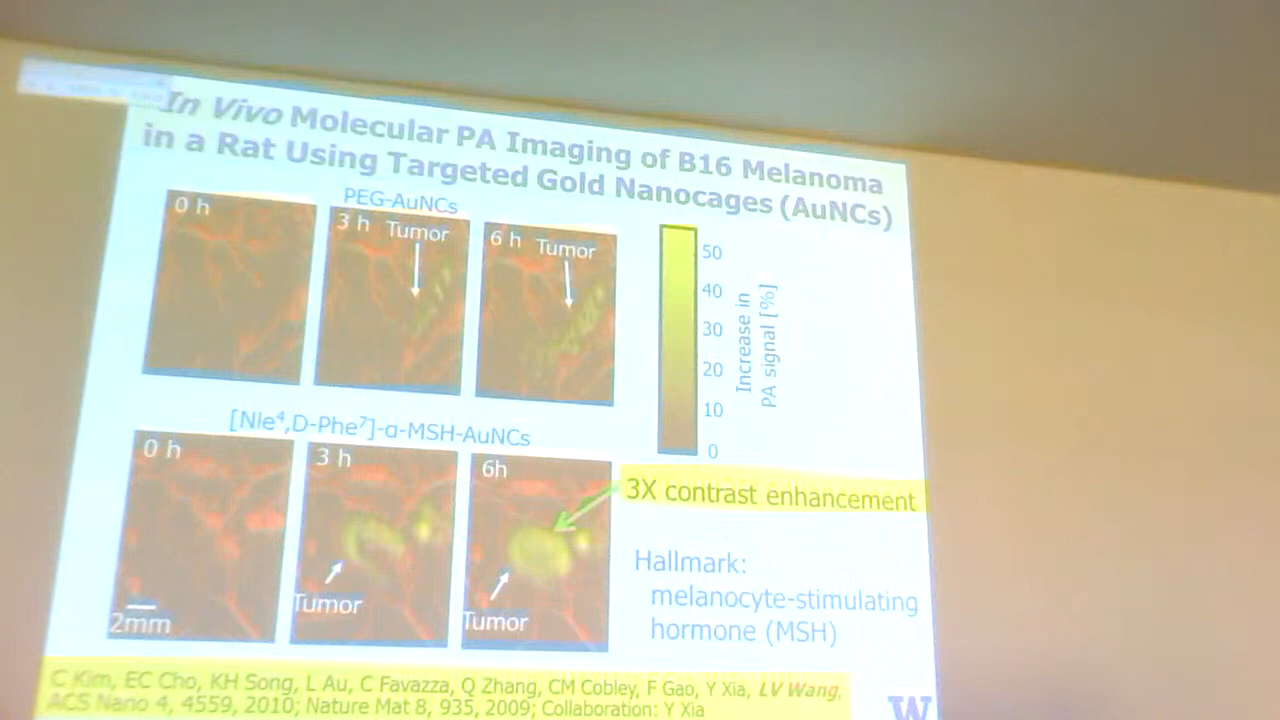 In Vivo Molecular PA Imaging of B16 Melanoma
in a Rat Using Targeted Gold Nanocages (AuNCs)
PEG-AuNCs
0 h
3 h Tumor
6 h Tumor
50
40
30
20
10
0
Increase in
PA signal [%]
[Nle⁴,D-Phe⁷]-α-MSH-AuNCs
0 h
3 h
6h
3X contrast enhancement
Tumor
Tumor
2mm
Hallmark:
melanocyte-stimulating
hormone (MSH)
C Kim, EC Cho, KH Song, L Au, C Favazza, Q Zhang, CM Cobley, F Gao, Y Xia, LV Wang,
ACS Nano 4, 4559, 2010; Nature Mat 8, 935, 2009; Collaboration: Y Xia
W